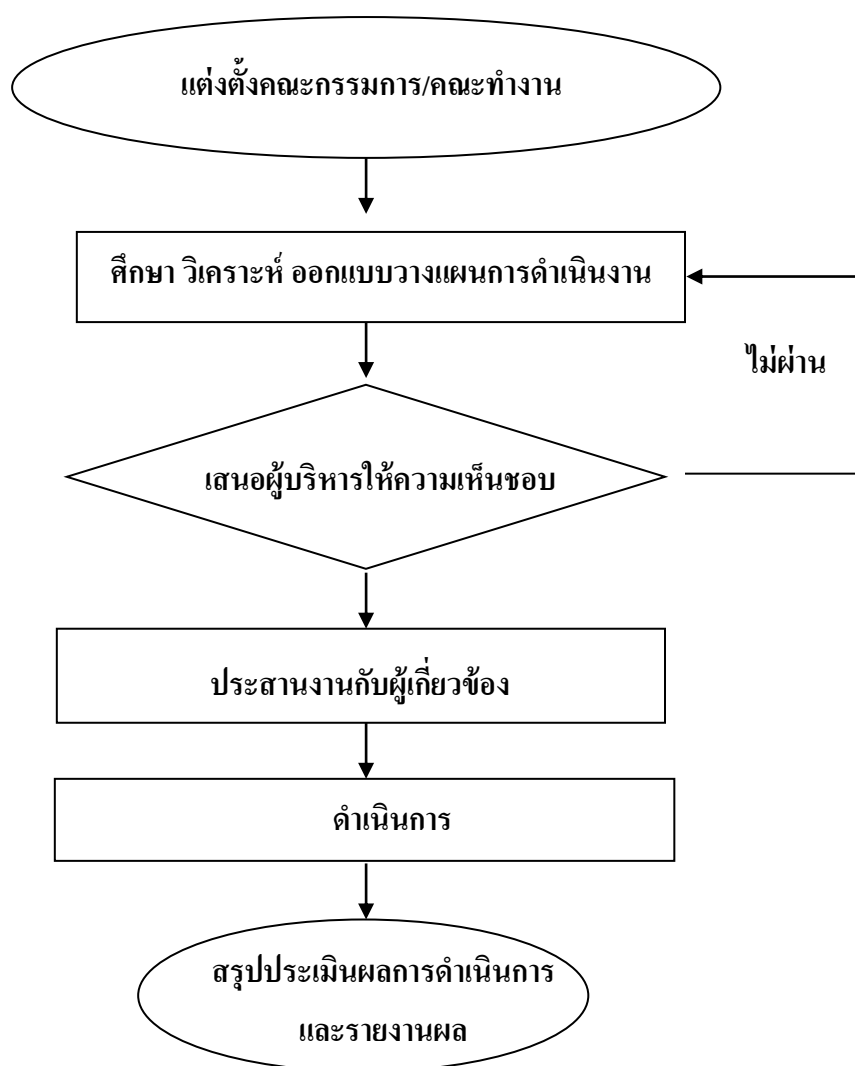 แต่งตั้งคณะกรรมการ/คณะทำงาน
ศึกษา วิเคราะห์ ออกแบบวางแผนการดำเนินงาน
ไม่ผ่าน
เสนอผู้บริหารให้ความเห็นชอบ
ประสานงานกับผู้เกี่ยวข้อง
ดำเนินการ
สรุปประเมินผลการดำเนินการ
และรายงานผล